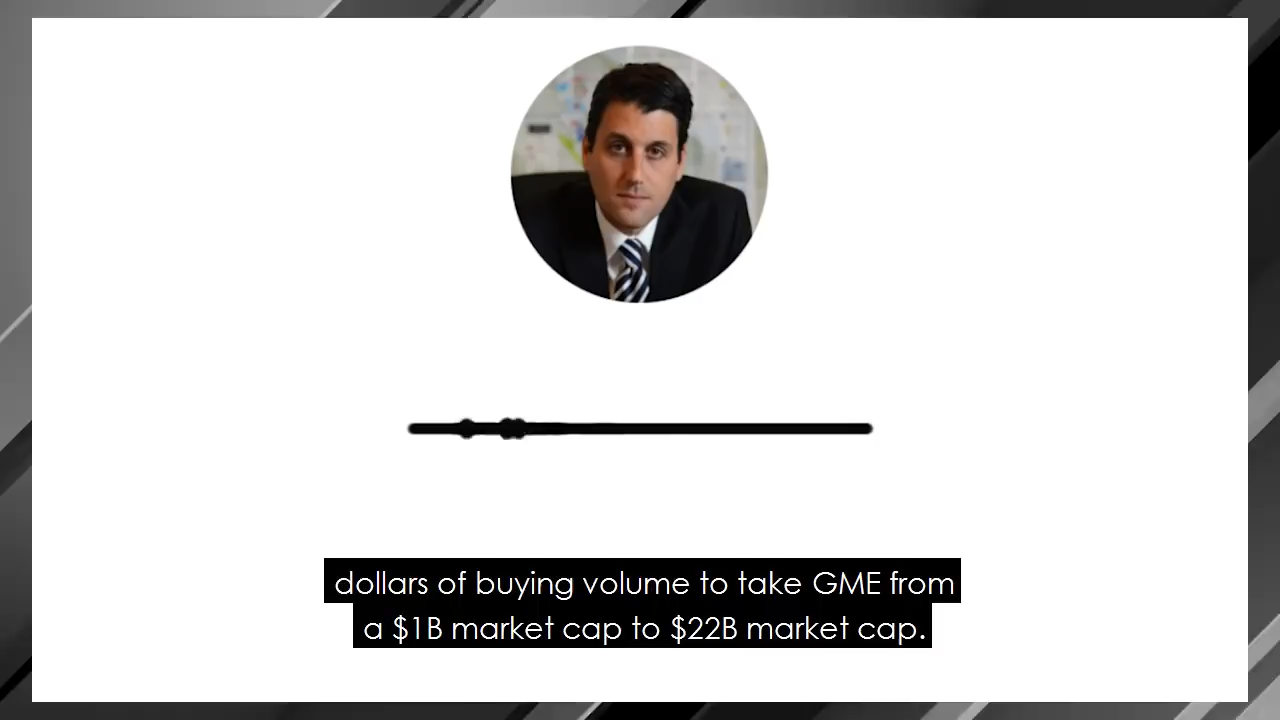 dollars of buying volume to take GME from
a $1B market cap to $22B market cap.